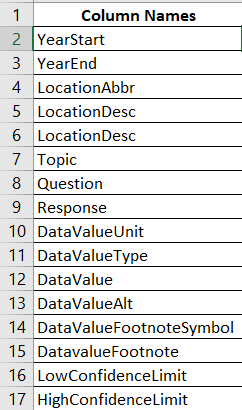 1 Column Names
2 YearStart
3 YearEnd
4 LocationAbbr
5 LocationDesc
6 LocationDesc
7 Topic
8 Question
9 Response
10 DataValueUnit
11 DataValueType
12 DataValue
13 DataValueAlt
14 DataValueFootnoteSymbol
15 DatavalueFootnote
16 LowConfidenceLimit
17 HighConfidenceLimit